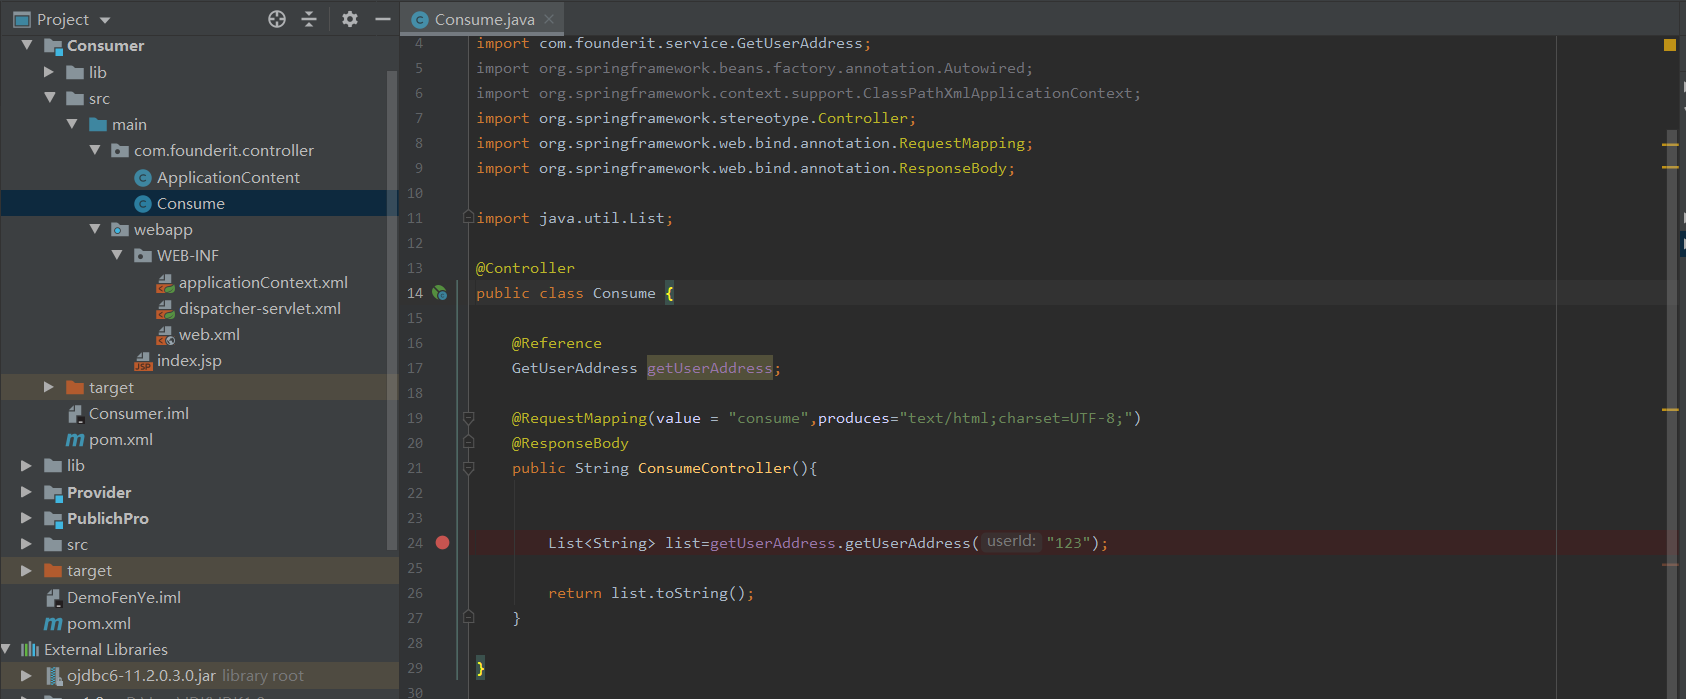 Project
Consumer
lib
src
main
com.founderit.controller
ApplicationContent
Consume
webapp
WEB-INF
applicationContext.xml
dispatcher-servlet.xml
web.xml
index.jsp
target
Consumer.iml
pom.xml
lib
Provider
PublichPro
src
target
DemoFenYe.iml
pom.xml
External Libraries
ojdbc6-11.2.0.3.0.jar library root
Consume.java
4 import com.founderit.service.GetUserAddress;
5 import org.springframework.beans.factory.annotation.Autowired;
6 import org.springframework.context.support.ClassPathXmlApplicationContext;
7 import org.springframework.stereotype.Controller;
8 import org.springframework.web.bind.annotation.RequestMapping;
9 import org.springframework.web.bind.annotation.ResponseBody;
10
11 import java.util.List;
12
13 @Controller
14 public class Consume {
15
16 @Reference
17 GetUserAddress getUserAddress;
18
19 @RequestMapping(value = "consume",produces="text/html;charset=UTF-8;")
20 @ResponseBody
21 public String ConsumeController(){
22
23
24 List<String> list=getUserAddress.getUserAddress( userId: "123");
25
26 return list.toString();
27 }
28
29 }
30